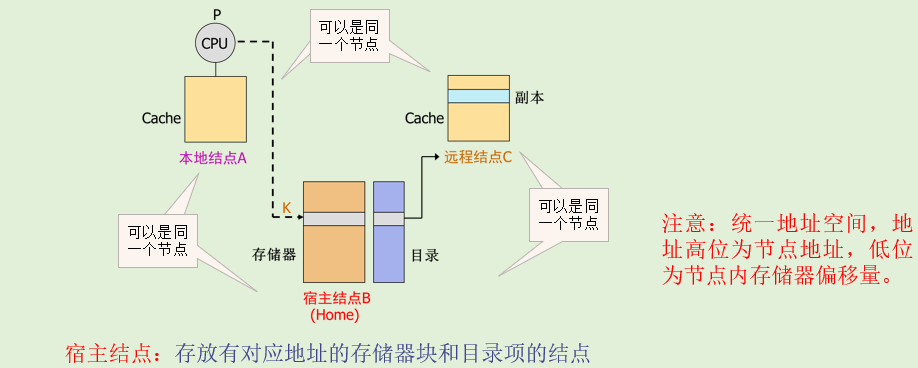 P
CPU
Cache
本地结点A
可以是同
一个节点
Cache
副本
远程结点C
可以是同
一个节点
可以是同
一个节点
K
存储器
目录
宿主结点B
(Home)
注意：统一地址空间，地
址高位为节点地址，低位
为节点内存储器偏移量。
宿主结点：存放有对应地址的存储器块和目录项的结点